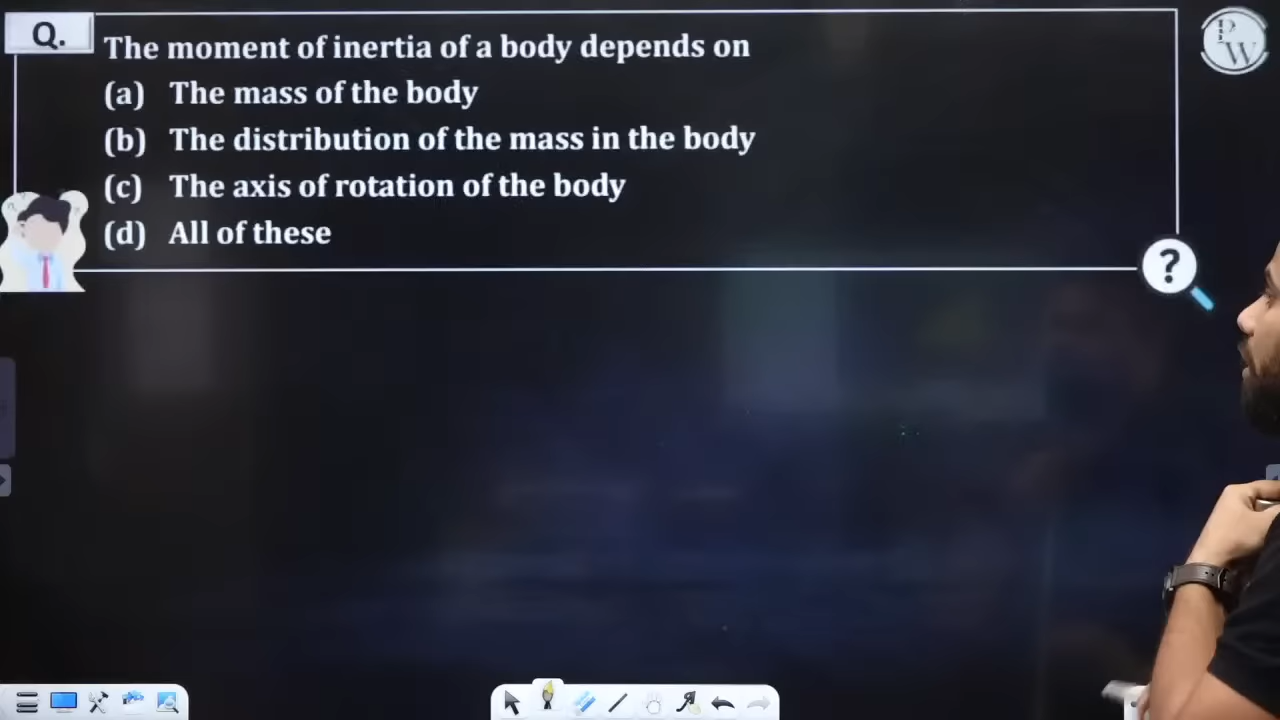 Q.
The moment of inertia of a body depends on
(a) The mass of the body
(b) The distribution of the mass in the body
(c) The axis of rotation of the body
(d) All of these
PW
?